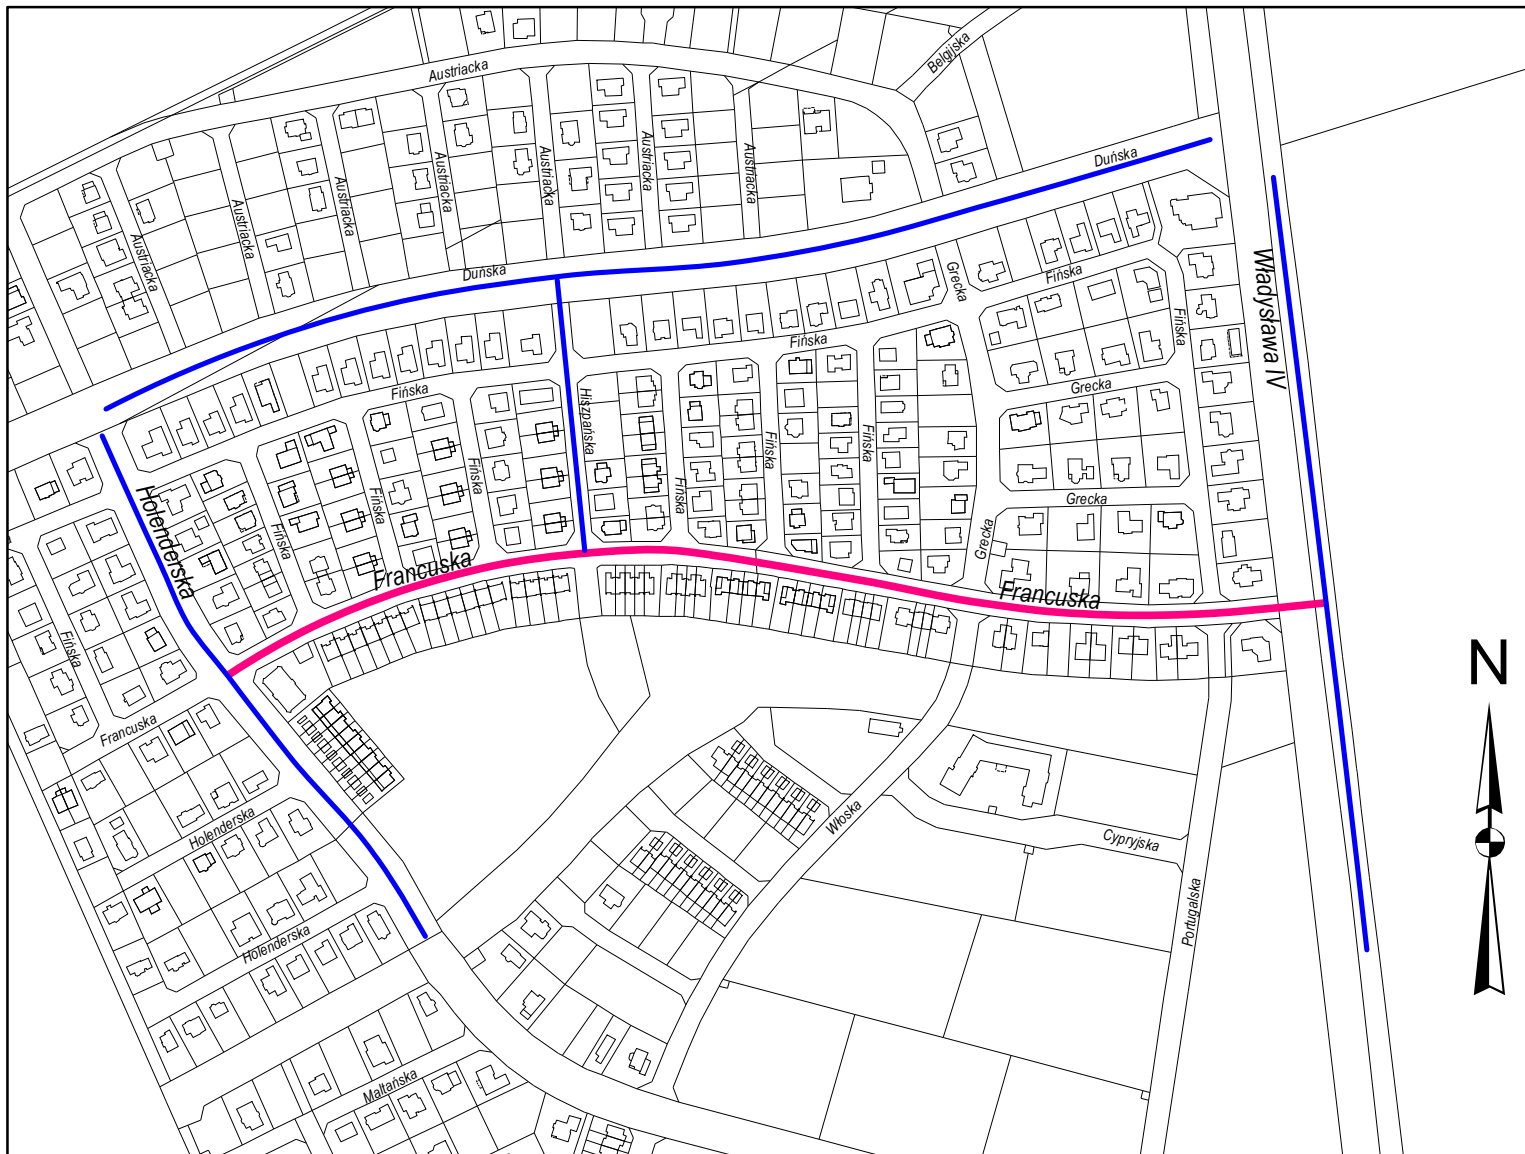 Belgijska
Austriacka
Duńska
Austriacka
Austriacka
Austriacka
Austriacka
Austriacka
Austriacka
Austriacka
Duńska
Grecka
Fińska
Władysława IV
Fińska
Fińska
Fińska
Grecka
Hiszpańska
Fińska
Fińska
Fińska
Fińska
Fińska
Grecka
Holenderska
Fińska
Grecka
Francuska
Francuska
Fińska
N
Francuska
Holenderska
Włoska
Cypryjska
Portugalska
Holenderska
Maltańska